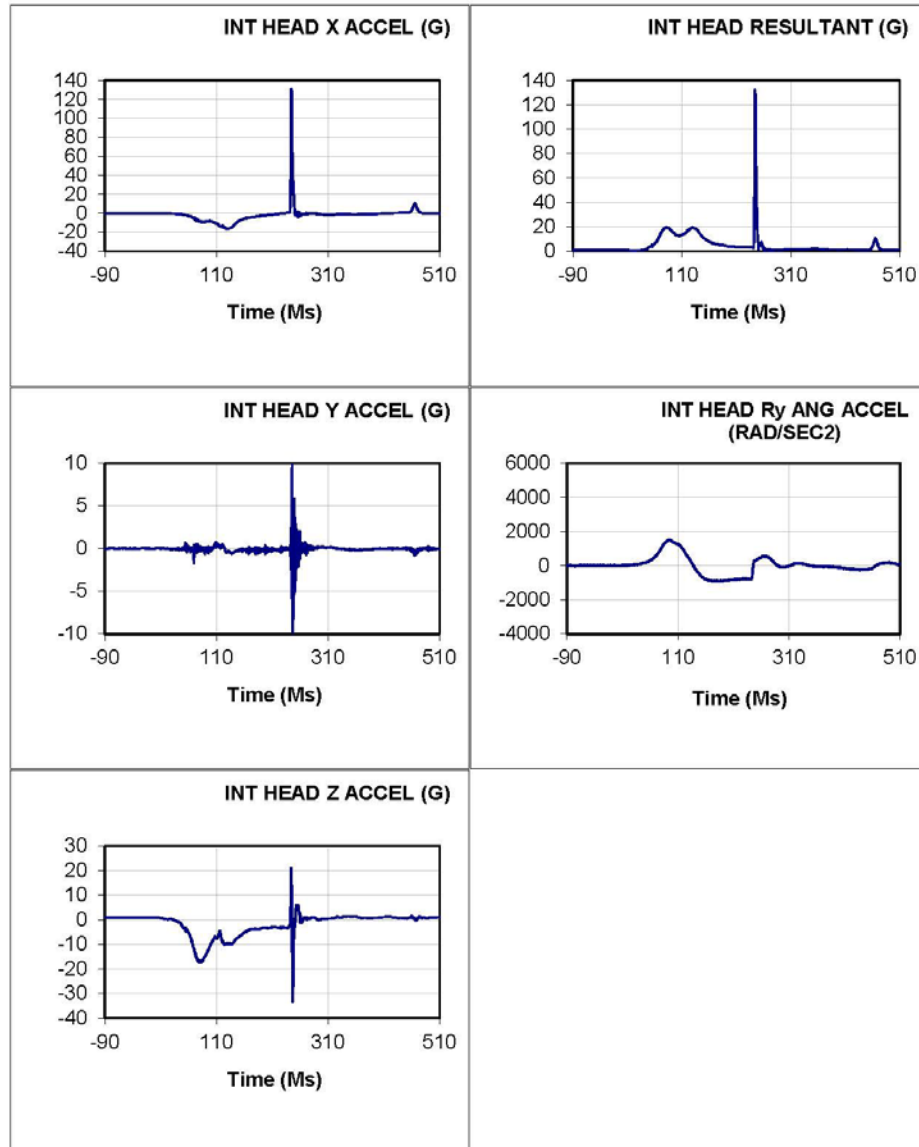 INT HEAD X ACCEL (G)
140
120
100
80
60
40
20
0
-20
-40
-90 110 310 510
Time (Ms)
INT HEAD RESULTANT (G)
140
120
100
80
60
40
20
0
-90 110 310 510
Time (Ms)
INT HEAD Y ACCEL (G)
10
5
0
-5
-10
-90 110 310 510
Time (Ms)
INT HEAD Ry ANG ACCEL
(RAD/SEC2)
6000
4000
2000
0
-2000
-4000
-90 110 310 510
Time (Ms)
INT HEAD Z ACCEL (G)
30
20
10
0
-10
-20
-30
-40
-90 110 310 510
Time (Ms)